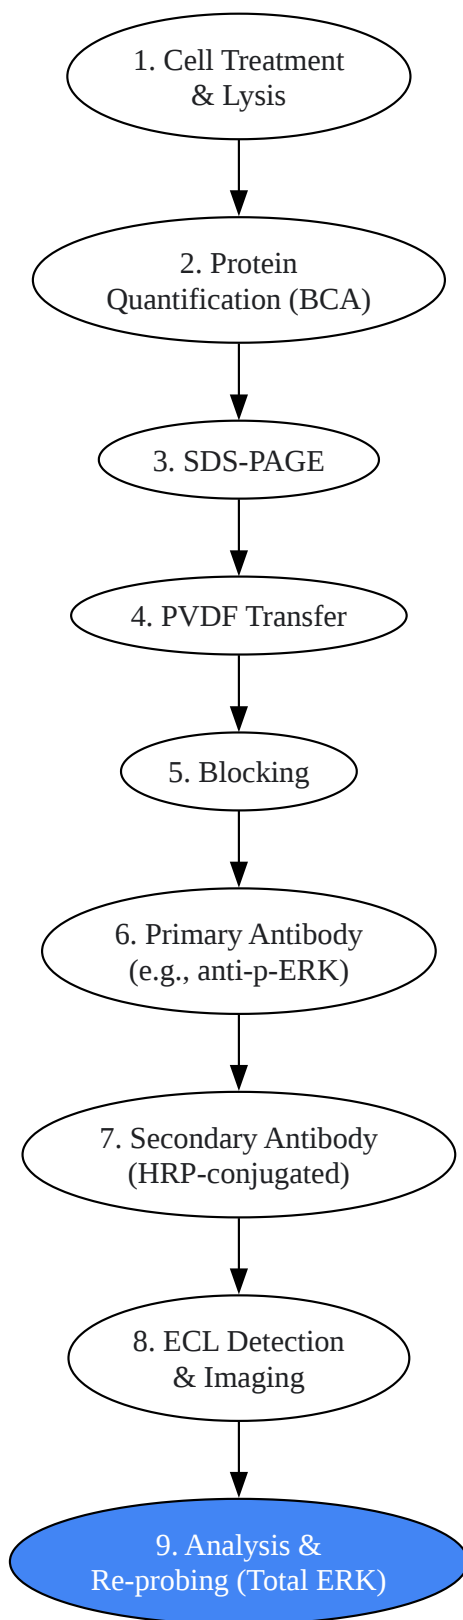 1. Cell Treatment
& Lysis
2. Protein
Quantification (BCA)
3. SDS-PAGE
4. PVDF Transfer
5. Blocking
6. Primary Antibody
(e.g., anti-p-ERK)
7. Secondary Antibody
(HRP-conjugated)
8. ECL Detection
& Imaging
9. Analysis &
Re-probing (Total ERK)